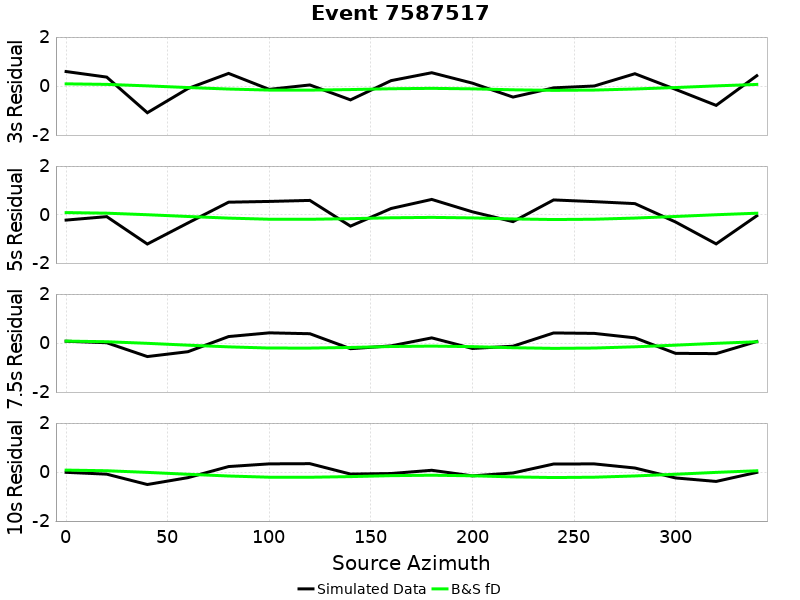 Event 7587517
3s Residual
2
0
-2
5s Residual
2
0
-2
7.5s Residual
2
0
-2
10s Residual
2
0
-2
0 50 100 150 200 250 300
Source Azimuth
Simulated Data B&S fD